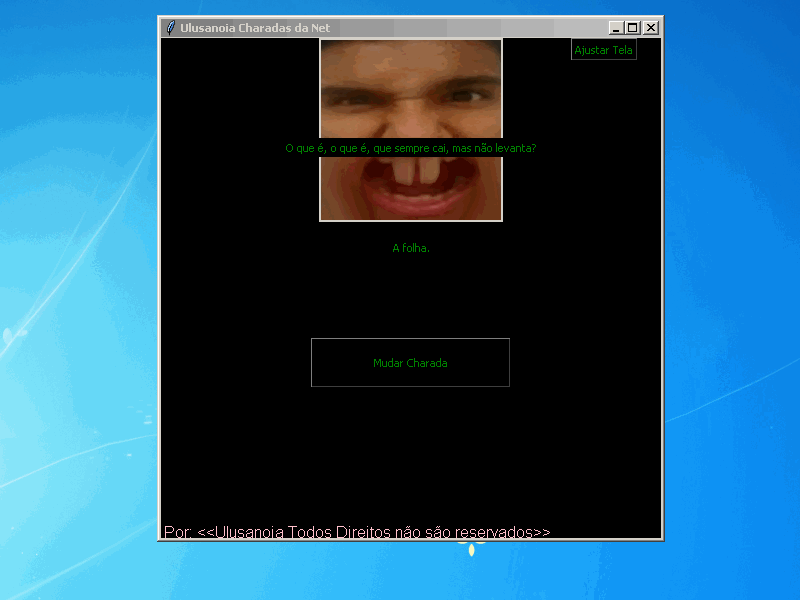 Ulusanoia Charadas da Net
Ajustar Tela
O que é, o que é, que sempre cai, mas não levanta?
A folha.
Mudar Charada
Por: <<Ulusanoia Todos Direitos não são reservados>>